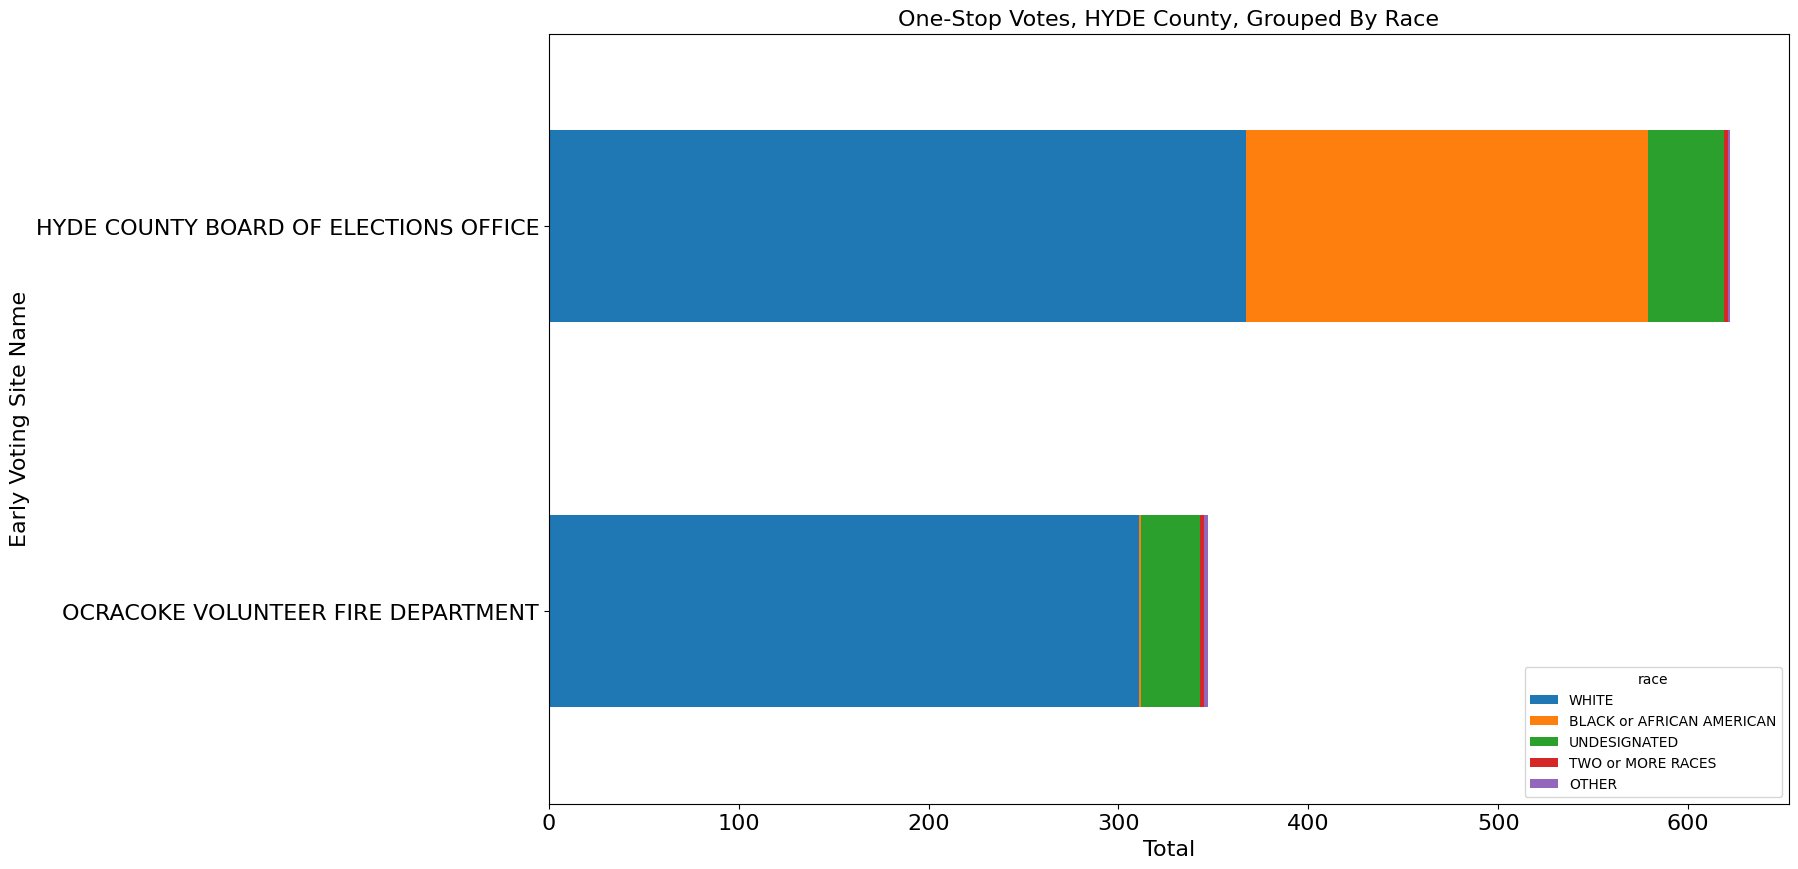 One-Stop Votes, HYDE County, Grouped By Race
Early Voting Site Name
HYDE COUNTY BOARD OF ELECTIONS OFFICE
OCRACOKE VOLUNTEER FIRE DEPARTMENT
race
WHITE
BLACK or AFRICAN AMERICAN
UNDESIGNATED
TWO or MORE RACES
OTHER
0 100 200 300 400 500 600
Total